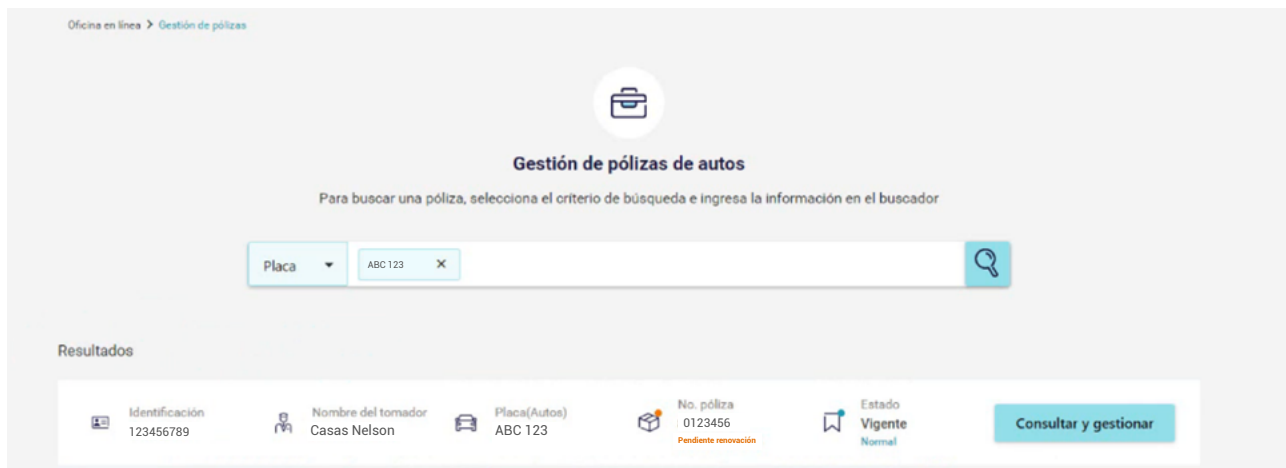 Oficina en línea > Gestión de pólizas
Gestión de pólizas de autos
Para buscar una póliza, selecciona el criterio de búsqueda e ingresa la información en el buscador
Placa ABC 123 X
Resultados
Identificación
123456789
Nombre del tomador
Casas Nelson
Placa(Autos)
ABC 123
No. póliza
0123456
Pendiente renovación
Estado
Vigente
Normal
Consultar y gestionar